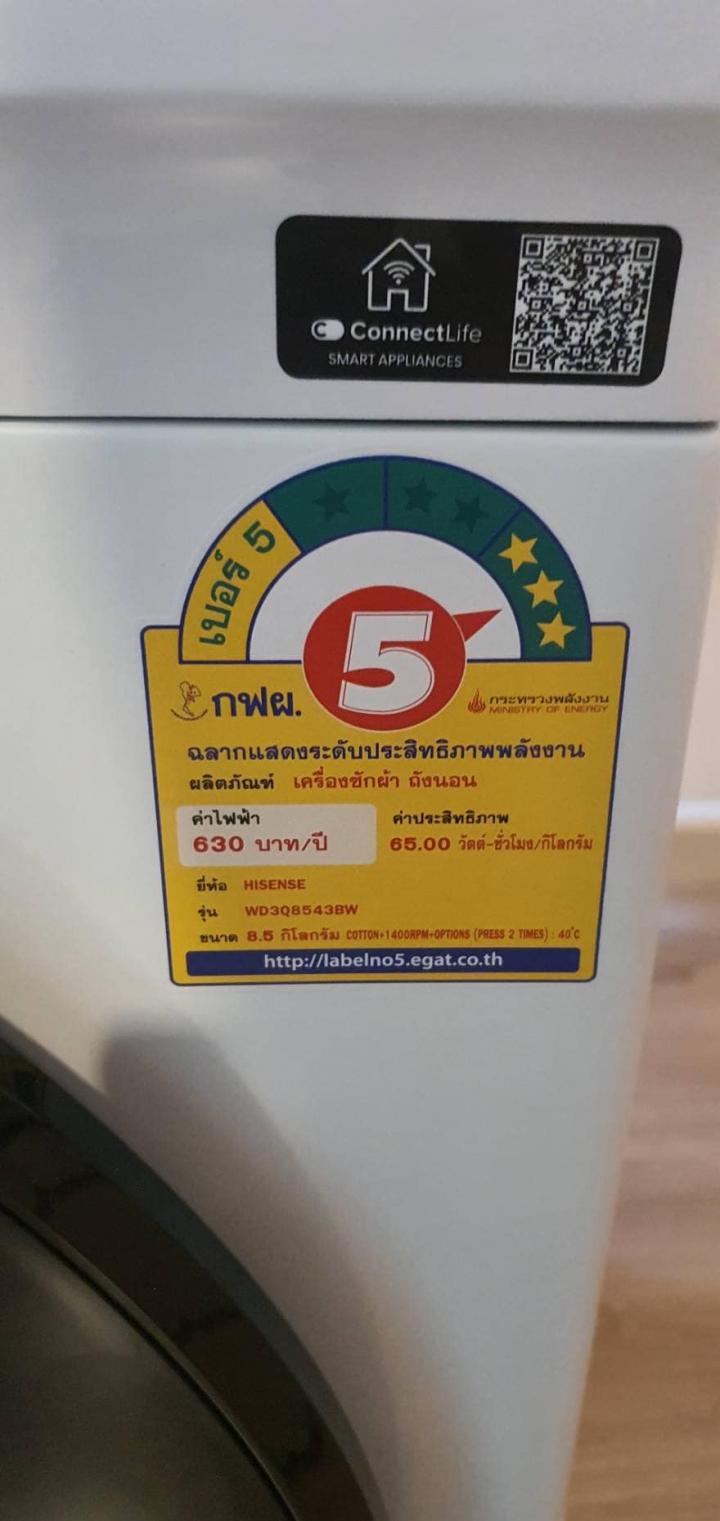 ConnectLife
SMART APPLIANCES
เบอร์ 5
5
กฟผ.
กระทรวงพลังงาน
MINISTRY OF ENERGY
ฉลากแสดงระดับประสิทธิภาพพลังงาน
ผลิตภัณฑ์ เครื่องซักผ้า ถังนอน
ค่าไฟฟ้า ค่าประสิทธิภาพ
630 บาท/ปี 65.00 วัตต์-ชั่วโมง/กิโลกรัม
ยี่ห้อ HISENSE
รุ่น WD3Q8543BW
ขนาด 8.5 กิโลกรัม COTTON+1400RPM+OPTIONS (PRESS 2 TIMES) : 40°C
http://labelno5.egat.co.th